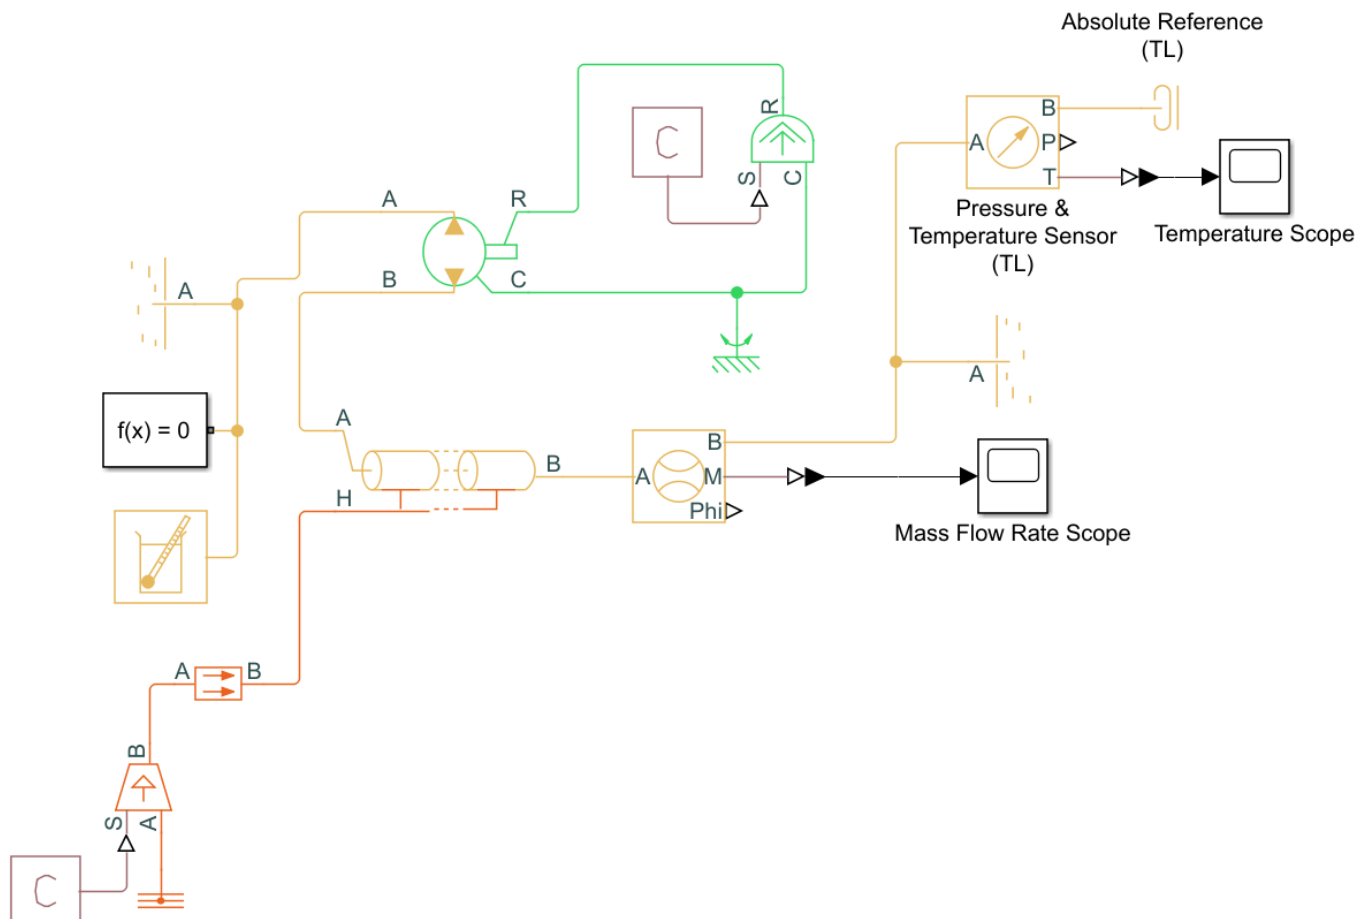 Absolute Reference
(TL)
R
C
B
A
P
S
C
T
A
R
Pressure &
Temperature Sensor
(TL)
Temperature Scope
B
C
A
A
f(x) = 0
A
B
B
A
M
H
Phi
Mass Flow Rate Scope
A
B
B
S
A
C